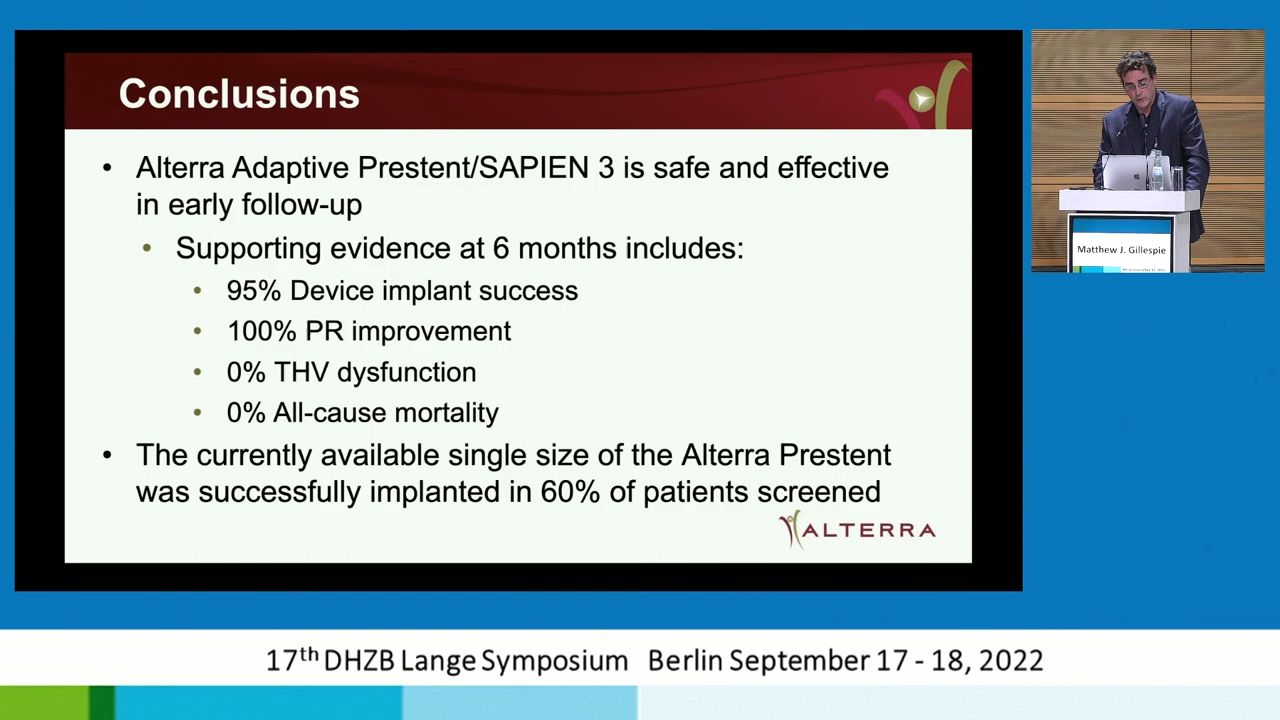 Conclusions
• Alterra Adaptive Prestent/SAPIEN 3 is safe and effective
in early follow-up
• Supporting evidence at 6 months includes:
• 95% Device implant success
• 100% PR improvement
• 0% THV dysfunction
• 0% All-cause mortality
• The currently available single size of the Alterra Prestent
was successfully implanted in 60% of patients screened
ALTERRA
Matthew J. Gillespie
17th DHZB Lange Symposium Berlin September 17 - 18, 2022